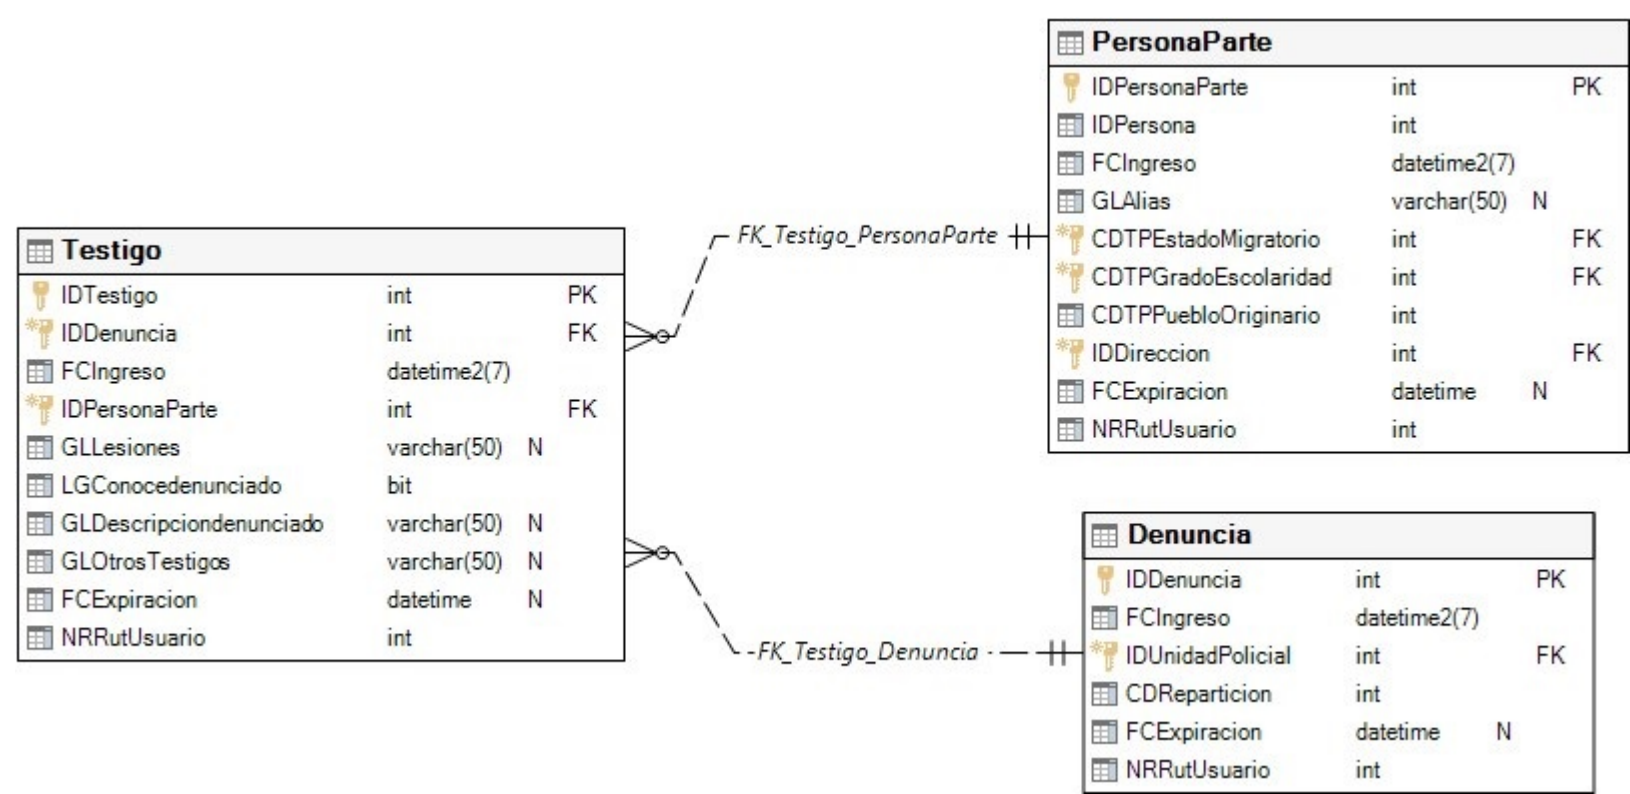 PersonaParte
IDPersonaParte int PK
IDPersona int
FCIngreso datetime2(7)
GLAlias varchar(50) N
CDTPEstadoMigratorio int FK
CDTPGradoEscolaridad int FK
CDTPPuebloOriginario int
IDDireccion int FK
FCExpiracion datetime N
NRRutUsuario int
FK_Testigo_PersonaParte
Testigo
IDTestigo int PK
IDDenuncia int FK
FCIngreso datetime2(7)
IDPersonaParte int FK
GLLesiones varchar(50) N
LGConocedenunciado bit
GLDescripciondenunciado varchar(50) N
GLOtrosTestigos varchar(50) N
FCExpiracion datetime N
NRRutUsuario int
FK_Testigo_Denuncia
Denuncia
IDDenuncia int PK
FCIngreso datetime2(7)
IDUnidadPolicial int FK
CDReparticion int
FCExpiracion datetime N
NRRutUsuario int